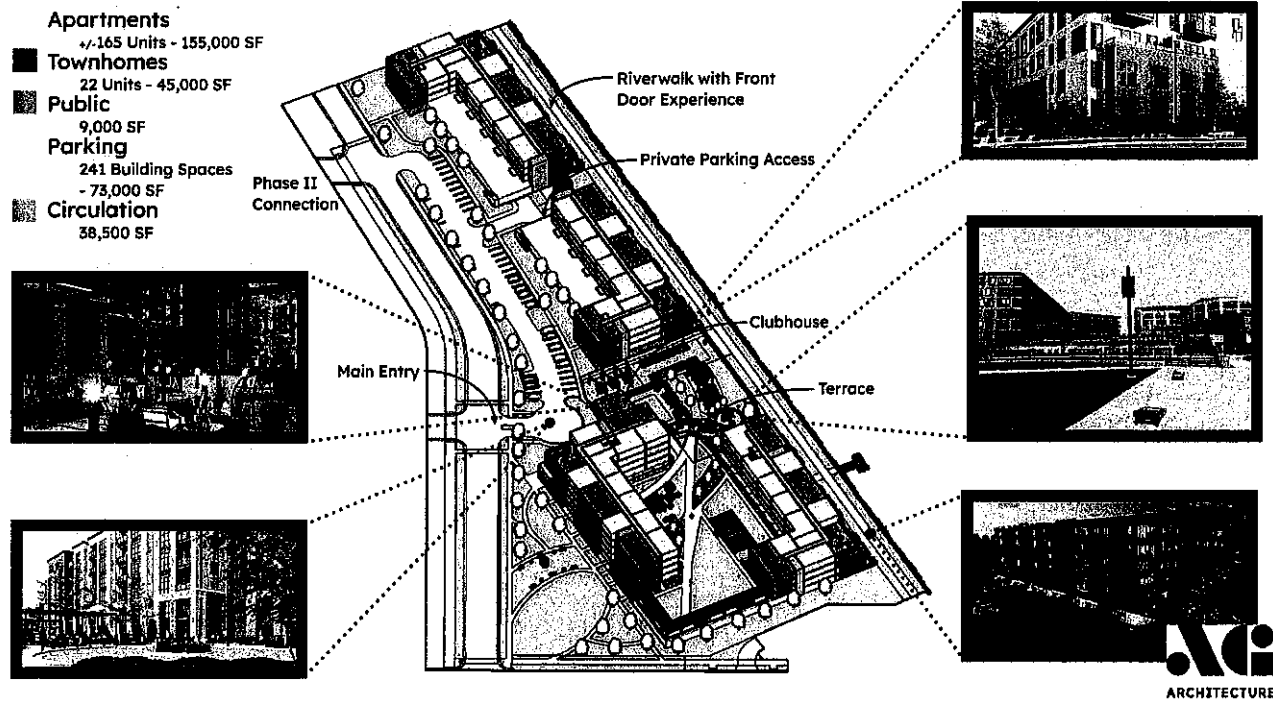 Apartments
+/-165 Units - 155,000 SF
Townhomes
22 Units - 45,000 SF
Public
9,000 SF
Parking
241 Building Spaces
- 73,000 SF
Circulation
38,500 SF
Riverwalk with Front
Door Experience
Private Parking Access
Phase II
Connection
Clubhouse
Main Entry
Terrace
AG
ARCHITECTURE